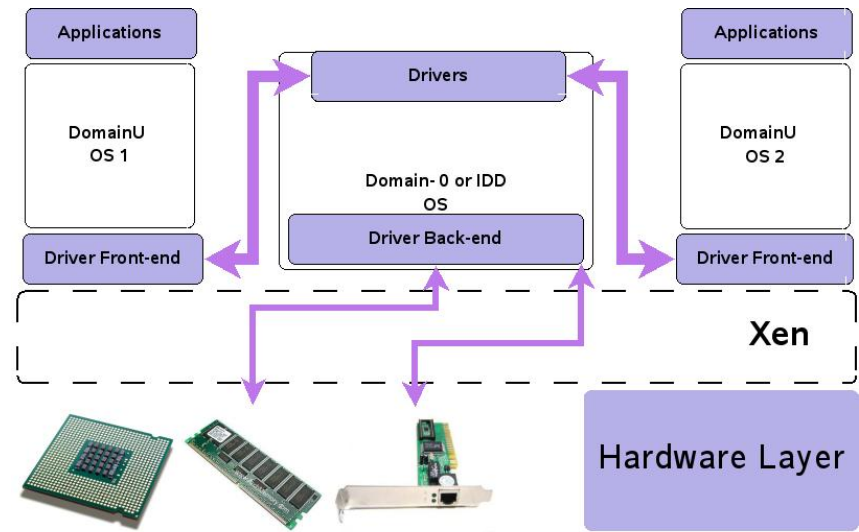 Applications
Applications
Drivers
DomainU
OS 1
DomainU
OS 2
Domain- 0 or IDD
OS
Driver Back-end
Driver Front-end
Driver Front-end
Xen
Hardware Layer